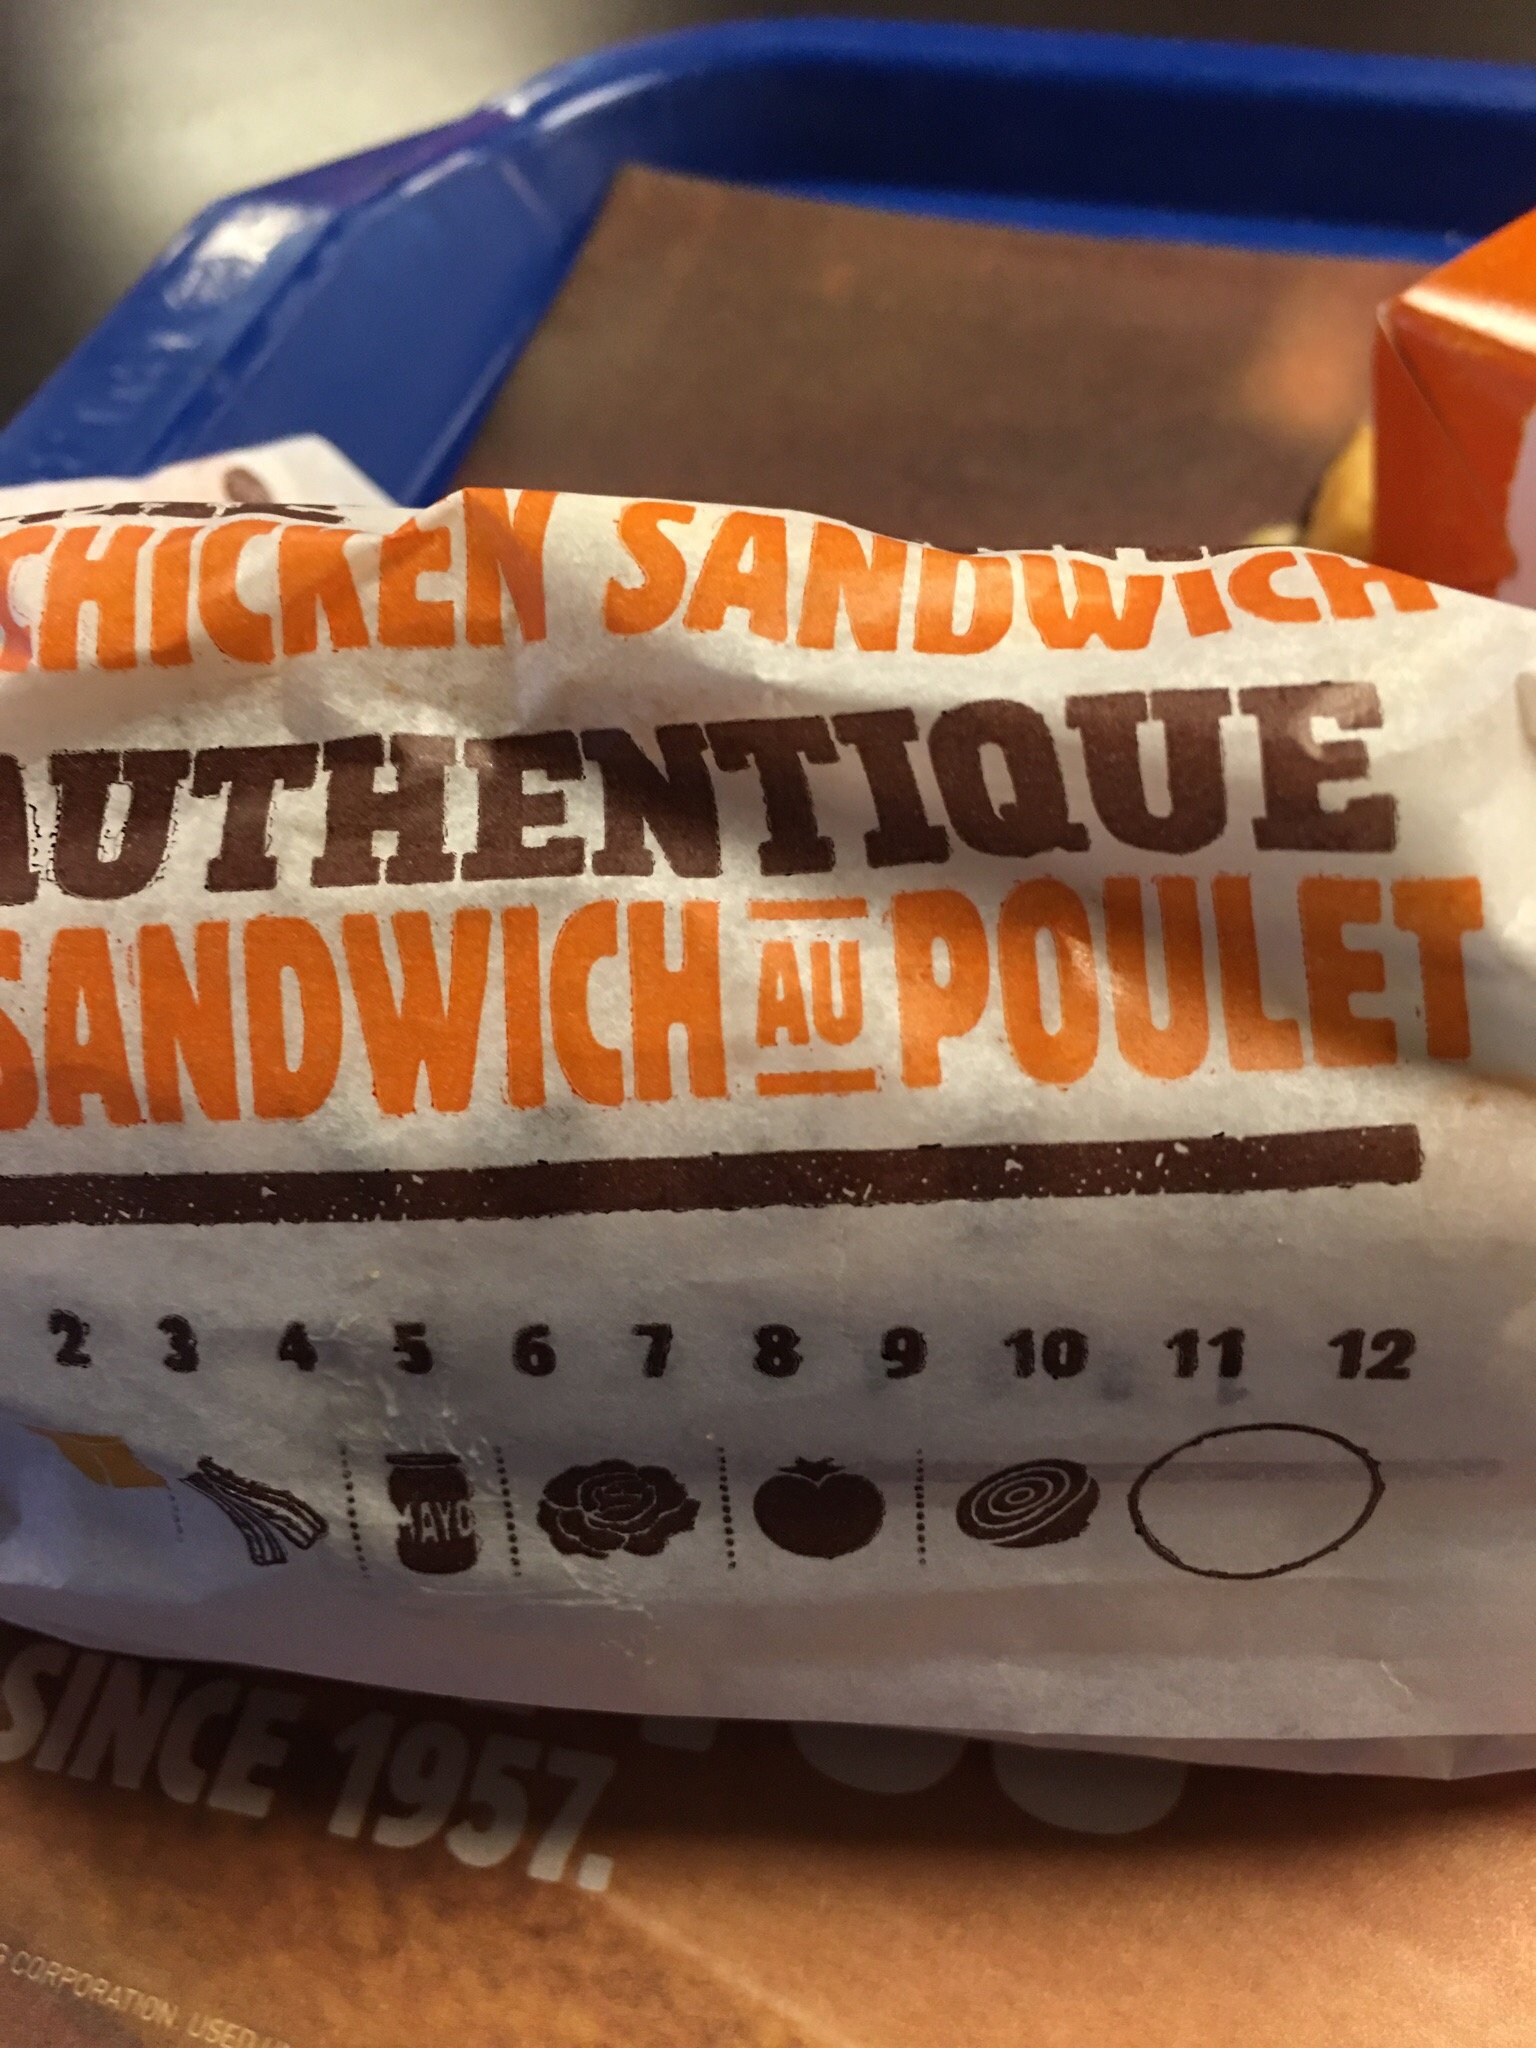 CHICKEN SANDWICH
AUTHENTIQUE
SANDWICH AU POULET
2 3 4 5 6 7 8 9 10 11 12
MAYO
SINCE 1957.
CORPORATION. USED